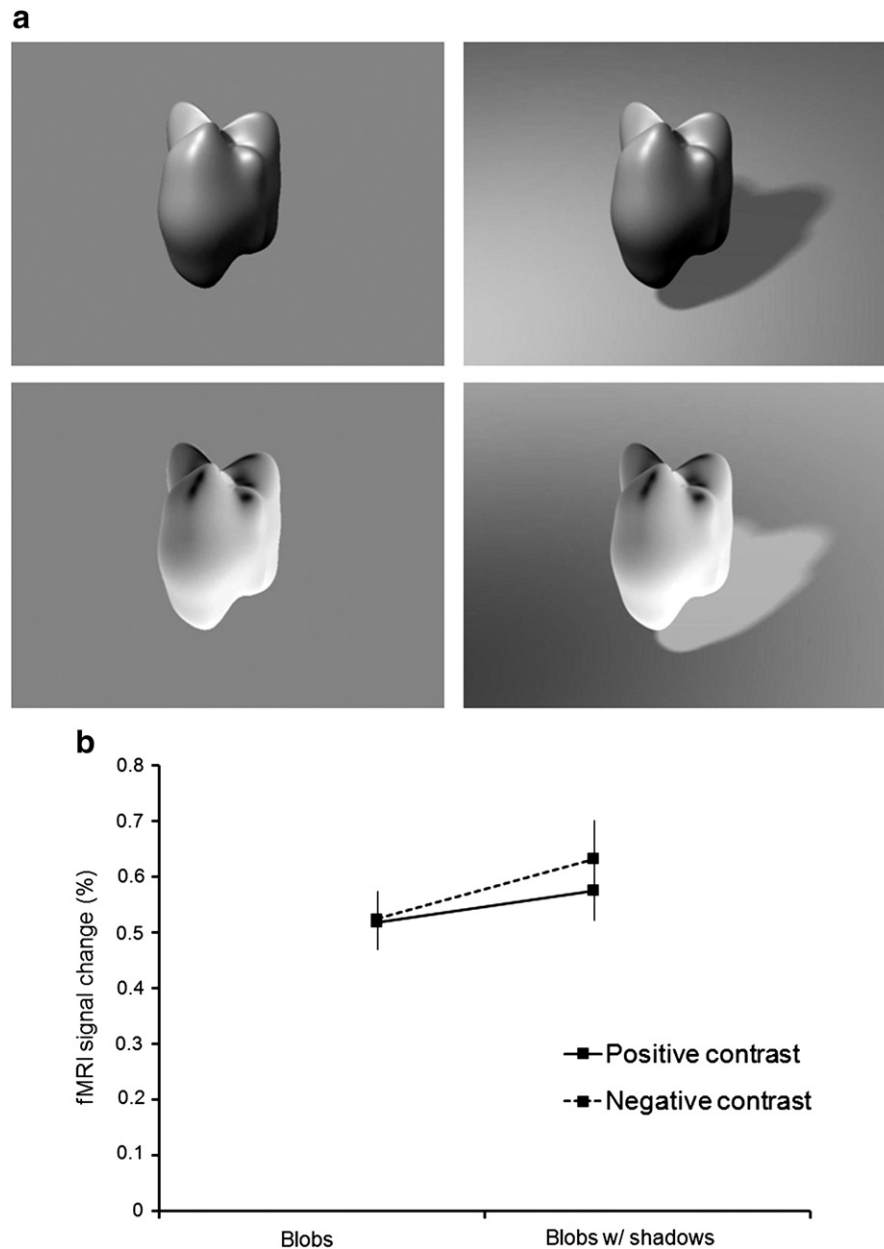 a
b
0.8
0.7
0.6
0.5
0.4
0.3
0.2
0.1
0
fMRI signal change (%)
Positive contrast
Negative contrast
Blobs
Blobs w/ shadows